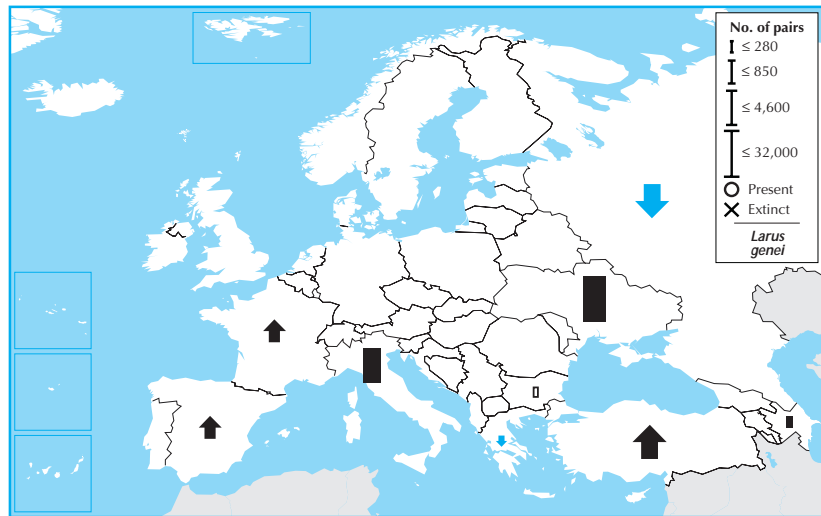 No. of pairs
≤ 280
≤ 850
≤ 4,600
≤ 32,000
Present
Extinct
Larus
genei